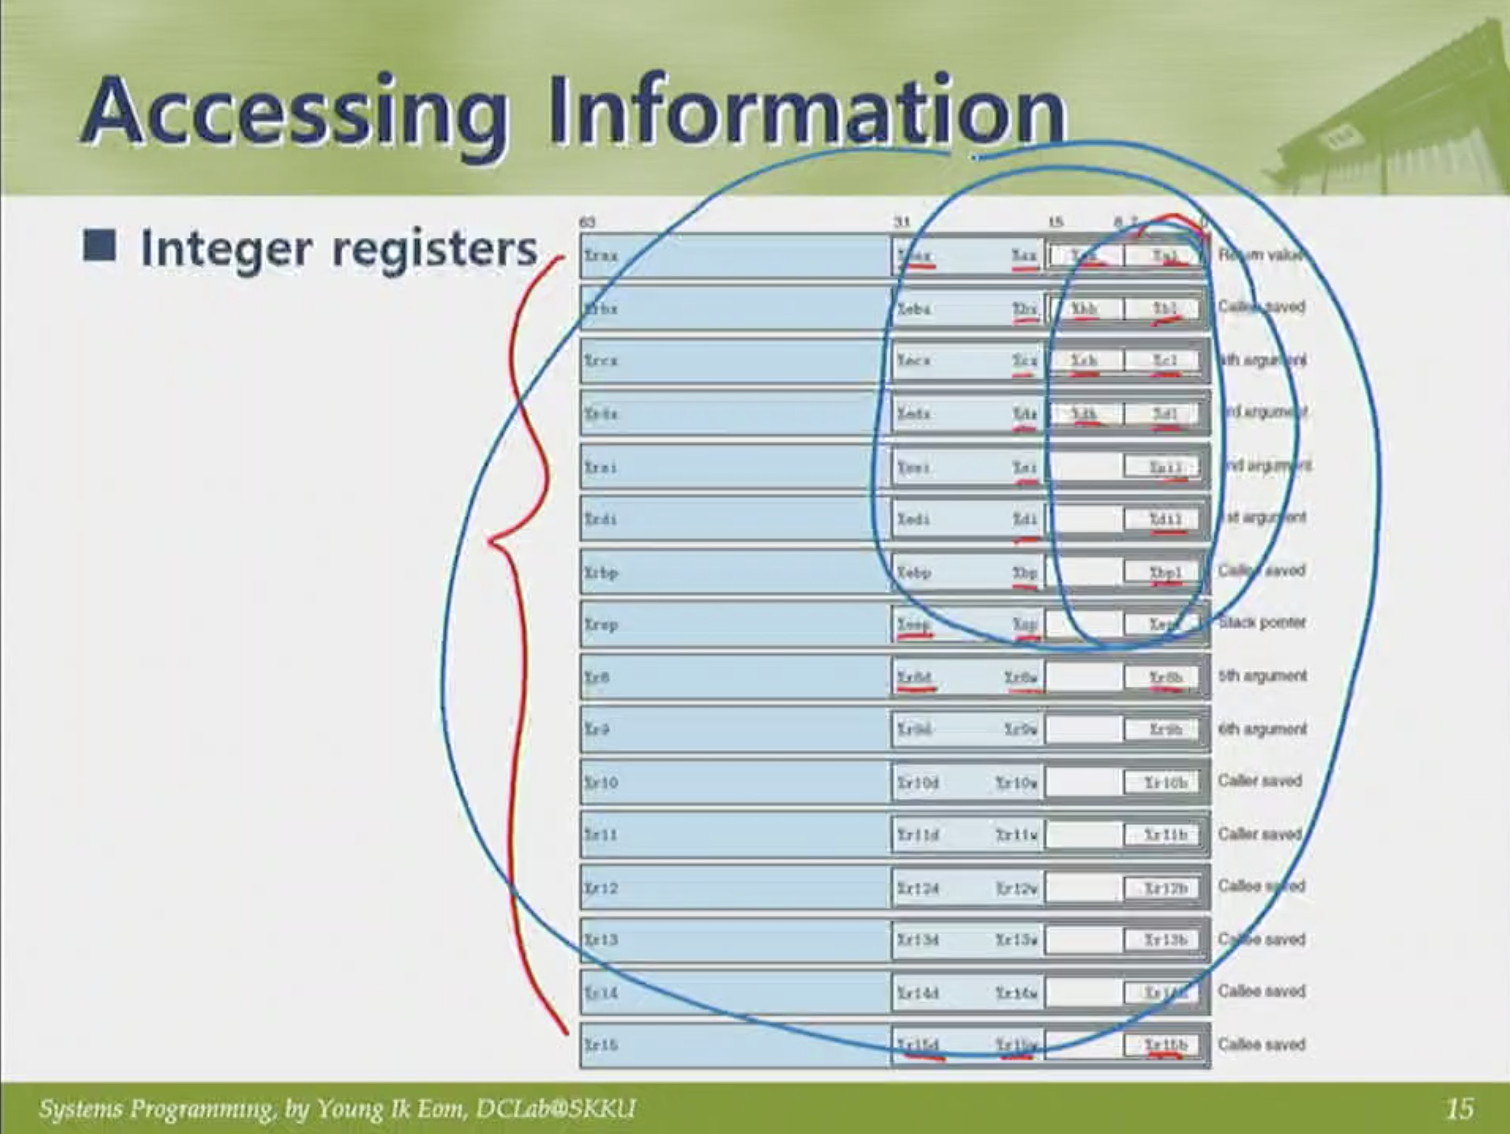 Accessing Information
■ Integer registers
63 31 15 8 7 0
%rax %eax %ax %ah %al Return value
%rbx %ebx %bx %bh %bl Callee saved
%rcx %ecx %cx %ch %cl 4th argument
%rdx %edx %dx %dh %dl 3rd argument
%rsi %esi %si %sil 2nd argument
%rdi %edi %di %dil 1st argument
%rbp %ebp %bp %bpl Callee saved
%rsp %esp %sp %spl Stack pointer
%r8 %r8d %r8w %r8b 5th argument
%r9 %r9d %r9w %r9b 6th argument
%r10 %r10d %r10w %r10b Caller saved
%r11 %r11d %r11w %r11b Caller saved
%r12 %r12d %r12w %r12b Callee saved
%r13 %r13d %r13w %r13b Callee saved
%r14 %r14d %r14w %r14b Callee saved
%r15 %r15d %r15w %r15b Callee saved
Systems Programming, by Young Ik Eom, DCLab@SKKU 15